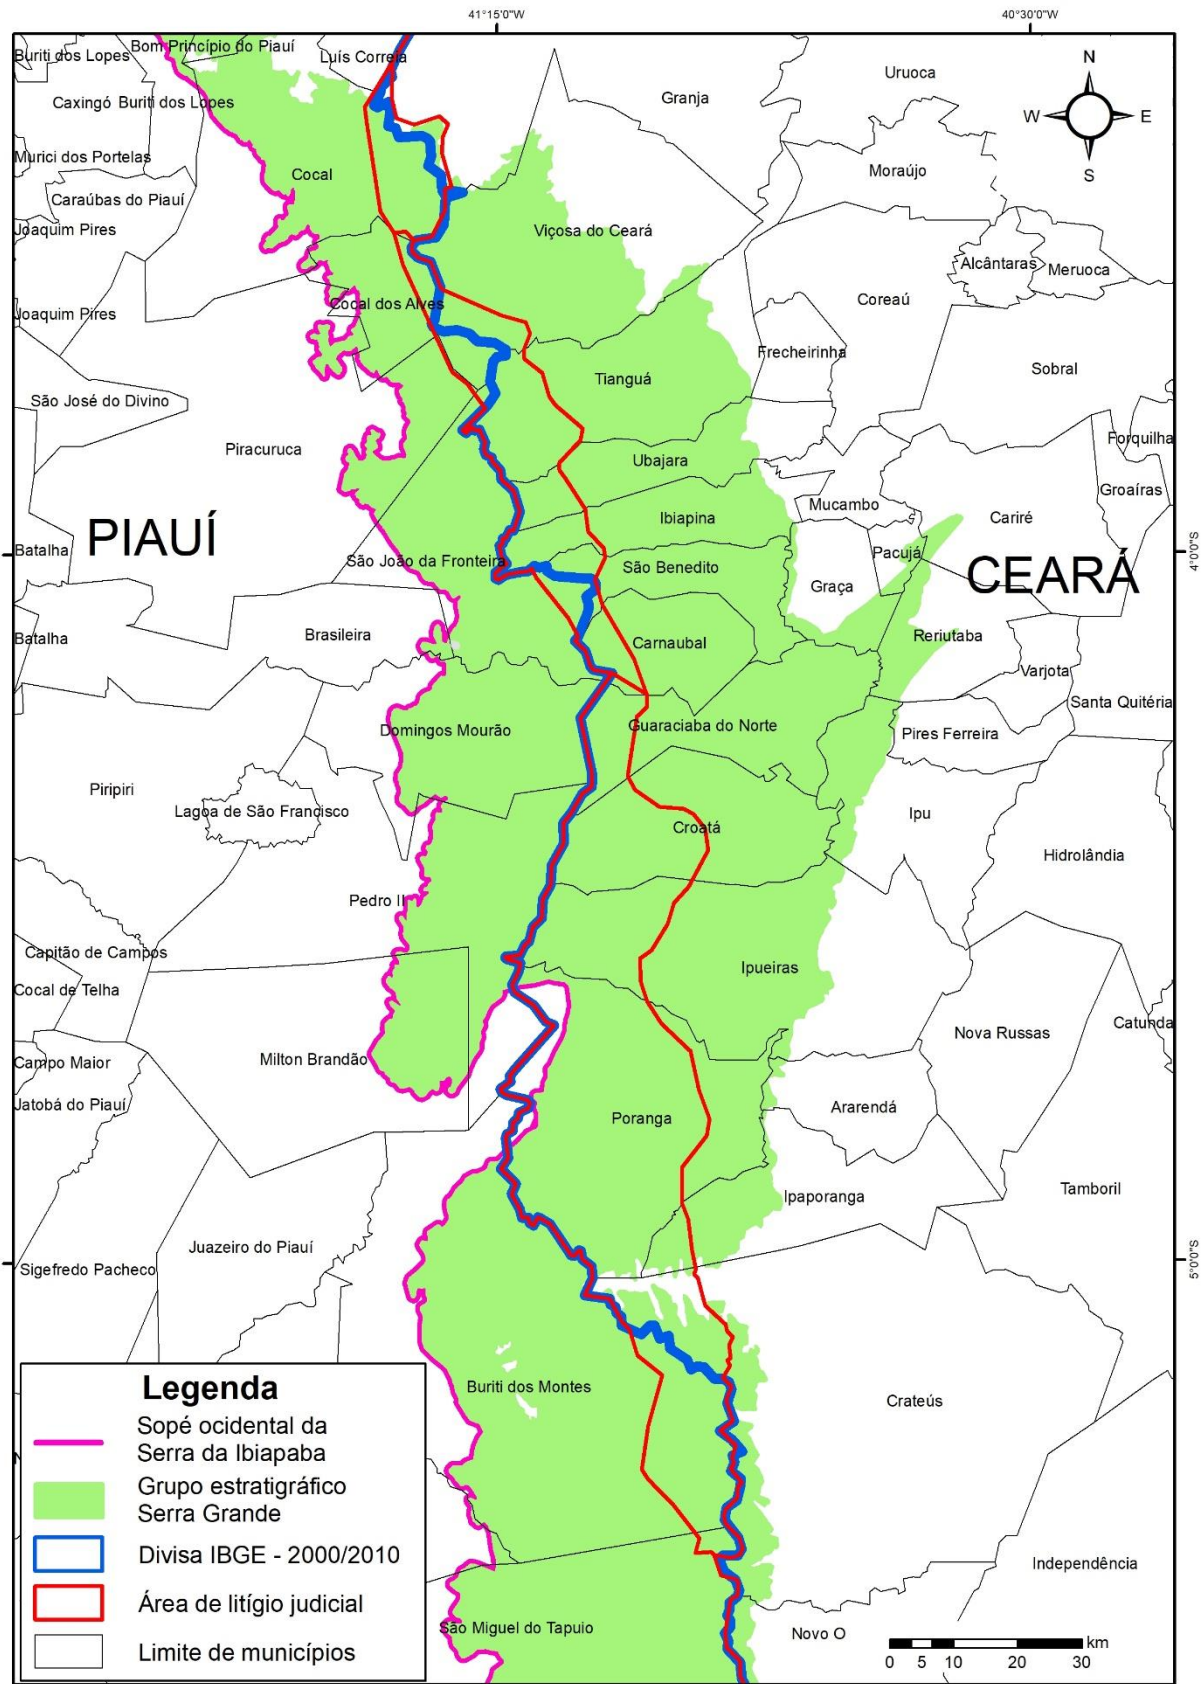 41°15'0"W
40°30'0"W
Bom Princípio do Piauí
Buriti dos Lopes
Luís Correia
N
Uruoca
Granja
Caxingó
Buriti dos Lopes
W
E
Murici dos Portelas
S
Cocal
Moraújo
Caraúbas do Piauí
Joaquim Pires
Viçosa do Ceará
Alcântaras
Meruoca
Coreaú
Cocal dos Alves
Joaquim Pires
Frecheirinha
Sobral
Tianguá
São José do Divino
Forquilha
Piracuruca
Ubajara
Groaíras
Mucambo
Ibiapina
Cariré
PIAUÍ
Batalha
Pacujá
CEARÁ
4°0'0"S
São João da Fronteira
São Benedito
Graça
Brasileira
Batalha
Carnaubal
Reriutaba
Varjota
Santa Quitéria
Domingos Mourão
Guaraciaba do Norte
Pires Ferreira
Piripiri
Lagoa de São Francisco
Ipu
Croatá
Hidrolândia
Pedro II
Capitão de Campos
Ipueiras
Cocal de Telha
Catunda
Nova Russas
Milton Brandão
Campo Maior
Jatobá do Piauí
Ararendá
Poranga
Tamboril
Ipaporanga
Juazeiro do Piauí
Sigefredo Pacheco
5°0'0"S
Buriti dos Montes
Crateús
Legenda
Sopé ocidental da
Serra da Ibiapaba
Grupo estratigráfico
Serra Grande
Divisa IBGE - 2000/2010
Área de litígio judicial
Limite de municípios
Independência
São Miguel do Tapuio
Novo O
km
0 5 10 20 30